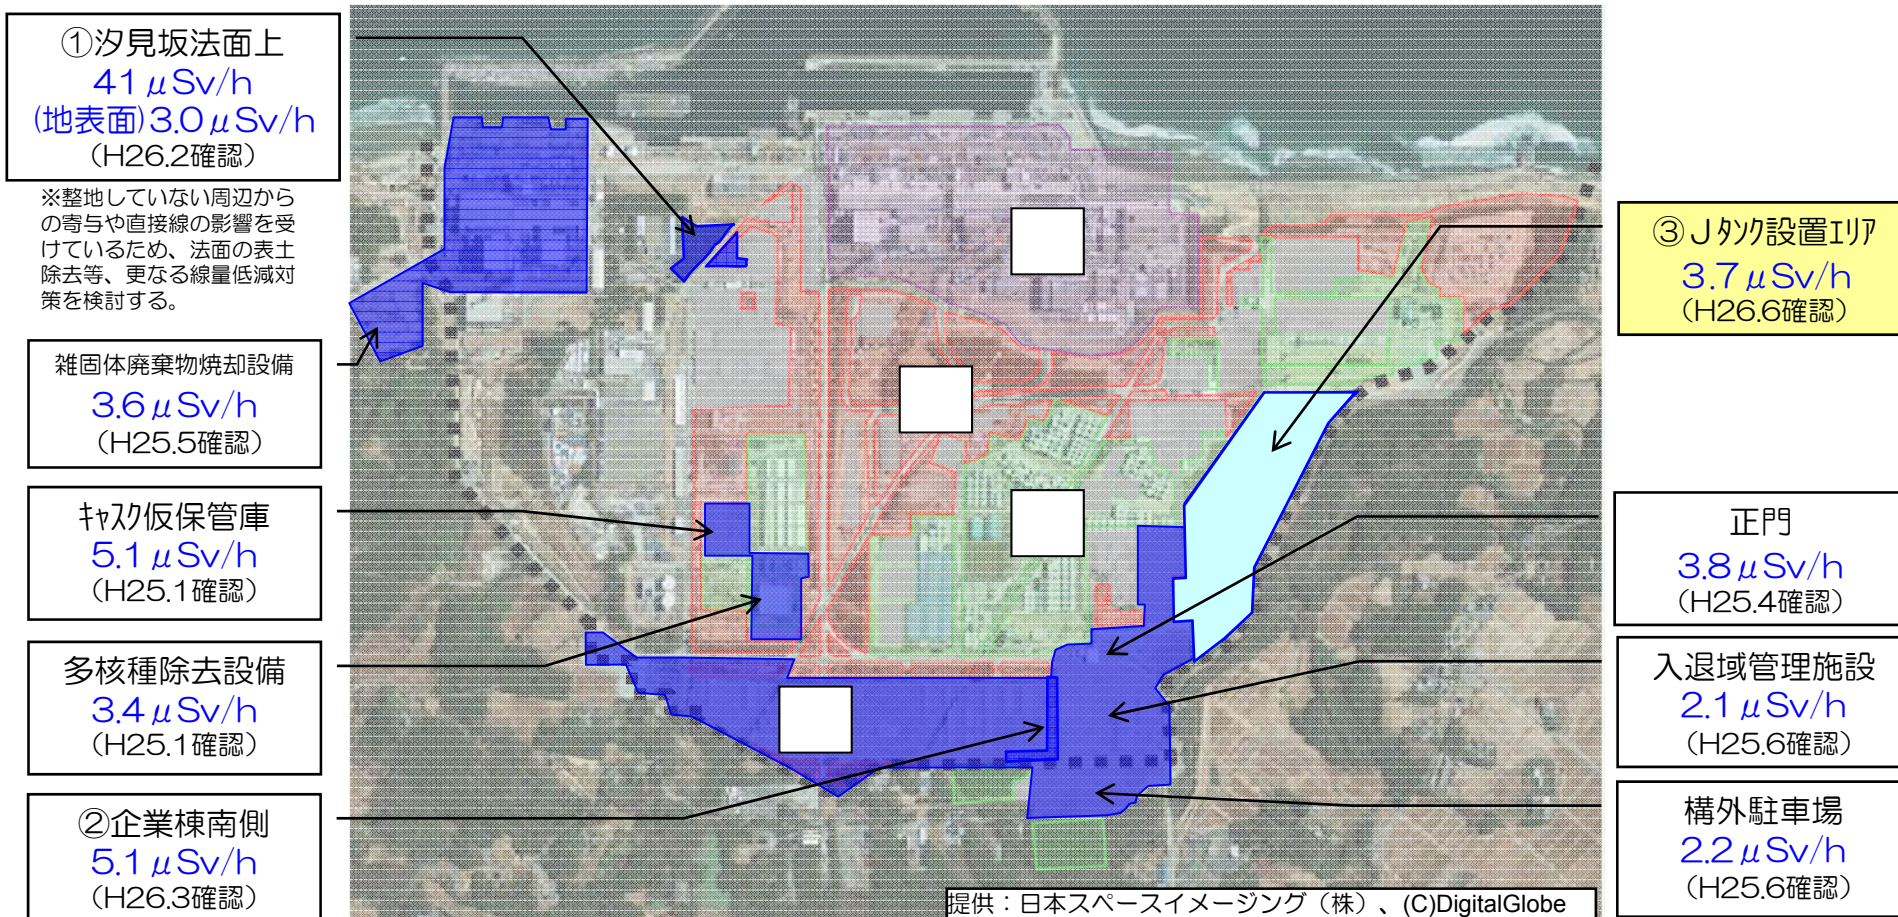 ①汐見坂法面上
41μSv/h
(地表面)3.0μSv/h
（H26.2確認）
※整地していない周辺から
の寄与や直接線の影響を受
けているため、法面の表土
除去等、更なる線量低減対
策を検討する。
雑固体廃棄物焼却設備
3.6μSv/h
（H25.5確認）
ｷｬｽｸ仮保管庫
5.1μSv/h
（H25.1確認）
多核種除去設備
3.4μSv/h
（H25.1確認）
②企業棟南側
5.1μSv/h
（H26.3確認）
③Ｊﾀﾝｸ設置ｴﾘｱ
3.7μSv/h
（H26.6確認）
正門
3.8μSv/h
（H25.4確認）
入退域管理施設
2.1μSv/h
（H25.6確認）
構外駐車場
2.2μSv/h
（H25.6確認）
提供：日本スペースイメージング（株）、(C)DigitalGlobe